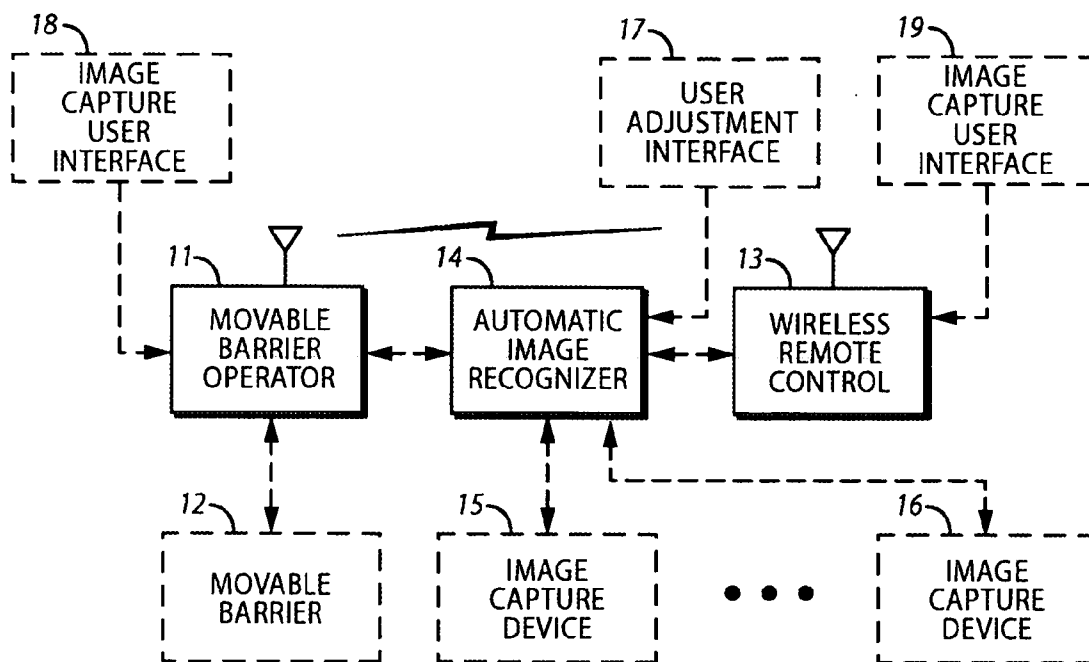 18
IMAGE
CAPTURE
USER
INTERFACE
17
USER
ADJUSTMENT
INTERFACE
19
IMAGE
CAPTURE
USER
INTERFACE
11
MOVABLE
BARRIER
OPERATOR
14
AUTOMATIC
IMAGE
RECOGNIZER
13
WIRELESS
REMOTE
CONTROL
12
MOVABLE
BARRIER
15
IMAGE
CAPTURE
DEVICE
16
IMAGE
CAPTURE
DEVICE